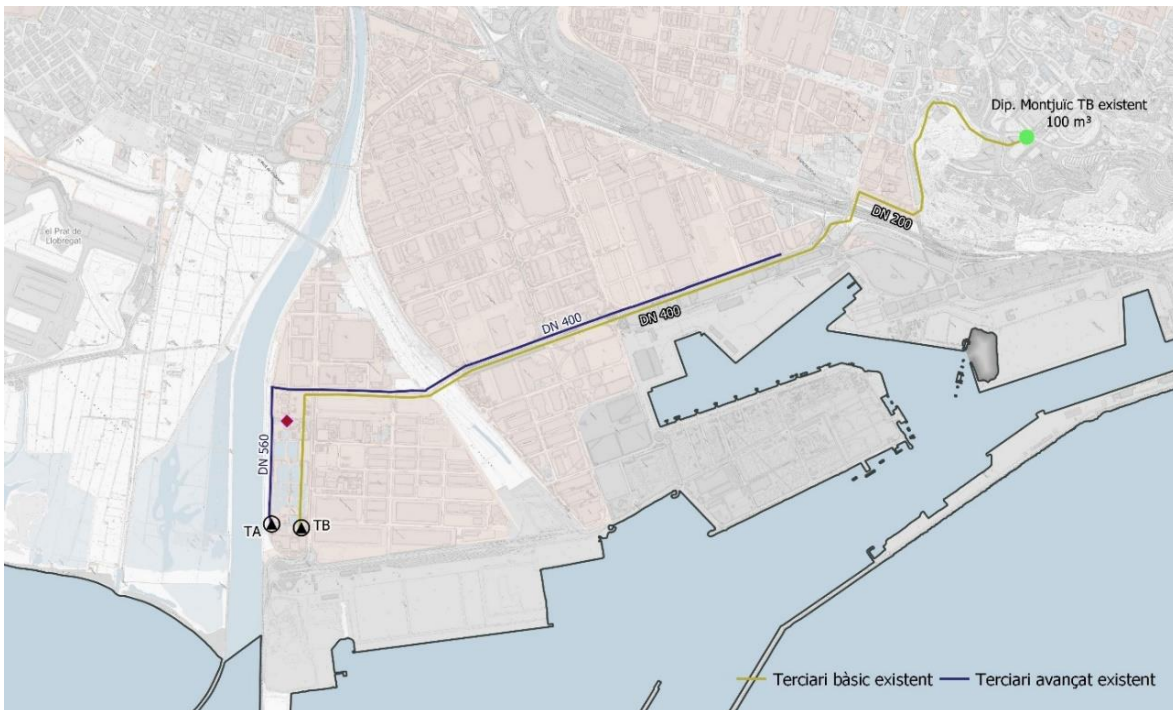 Dip. Montjuïc TB existent
100 m³
DN 200
DN 400
DN 400
el Prat de
Llobregat
DN 560
TA
TB
Terciari bàsic existent
Terciari avançat existent